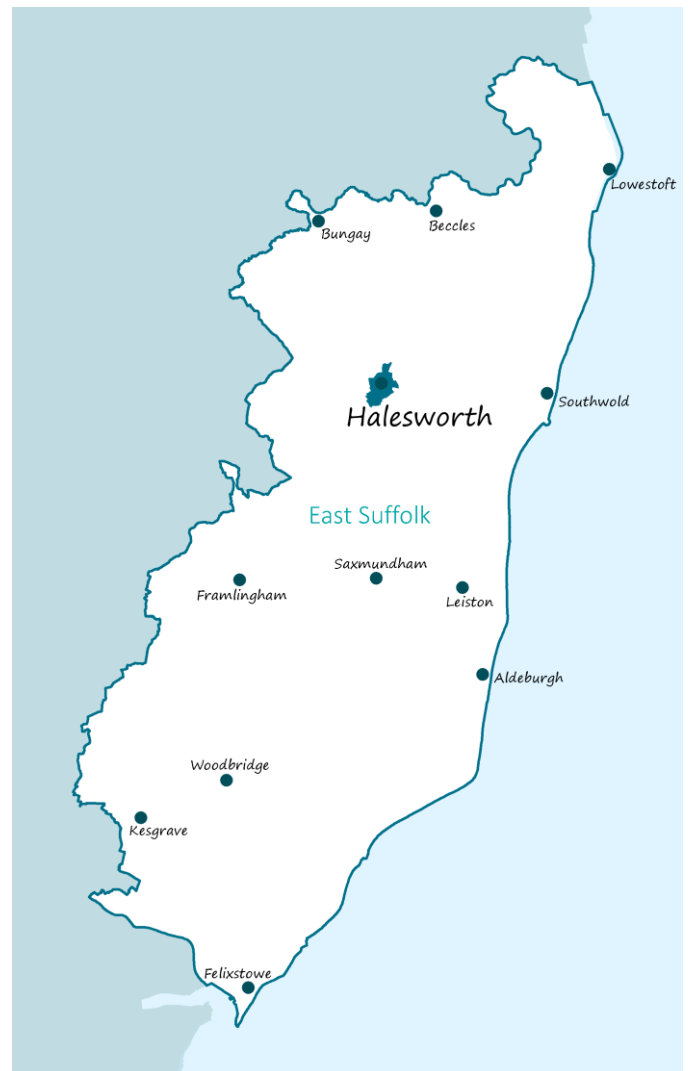 Lowestoft
Beccles
Bungay
Southwold
Halesworth
East Suffolk
Saxmundham
Framlingham
Leiston
Aldeburgh
Woodbridge
Kesgrave
Felixstowe